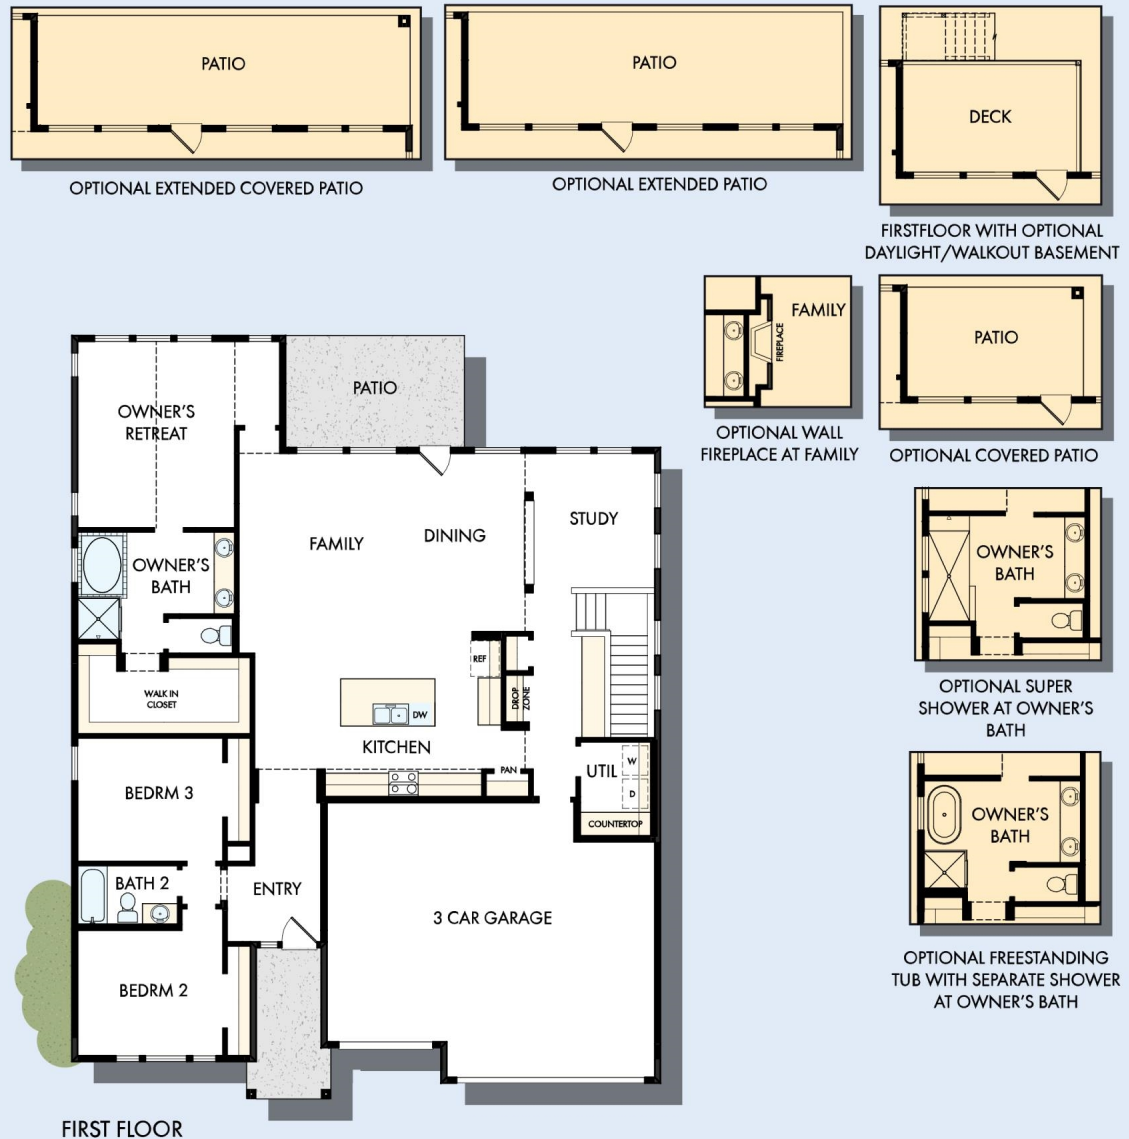 PATIO
OPTIONAL EXTENDED COVERED PATIO
PATIO
OPTIONAL EXTENDED PATIO
DECK
FIRSTFLOOR WITH OPTIONAL
DAYLIGHT/WALKOUT BASEMENT
FAMILY
FIREPLACE
OPTIONAL WALL
FIREPLACE AT FAMILY
PATIO
OPTIONAL COVERED PATIO
PATIO
OWNER'S
RETREAT
FAMILY
DINING
STUDY
OWNER'S
BATH
REF
WALK IN
CLOSET
DROP
ZONE
DW
KITCHEN
PAN
UTIL
W
D
COUNTERTOP
BEDRM 3
BATH 2
ENTRY
3 CAR GARAGE
BEDRM 2
FIRST FLOOR
OWNER'S
BATH
OPTIONAL SUPER
SHOWER AT OWNER'S
BATH
OWNER'S
BATH
OPTIONAL FREESTANDING
TUB WITH SEPARATE SHOWER
AT OWNER'S BATH